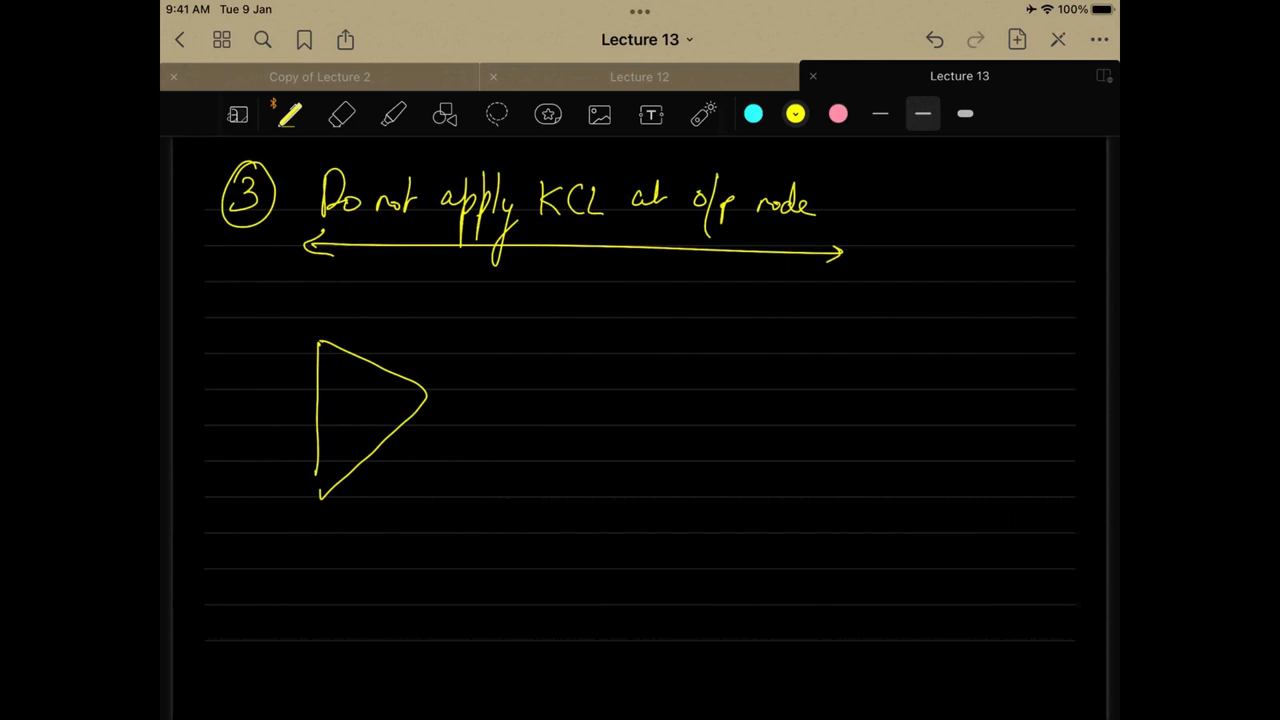 9:41 AM Tue 9 Jan
100%
Lecture 13
Copy of Lecture 2
Lecture 12
Lecture 13
T
3 Do not apply KCL at o/p node